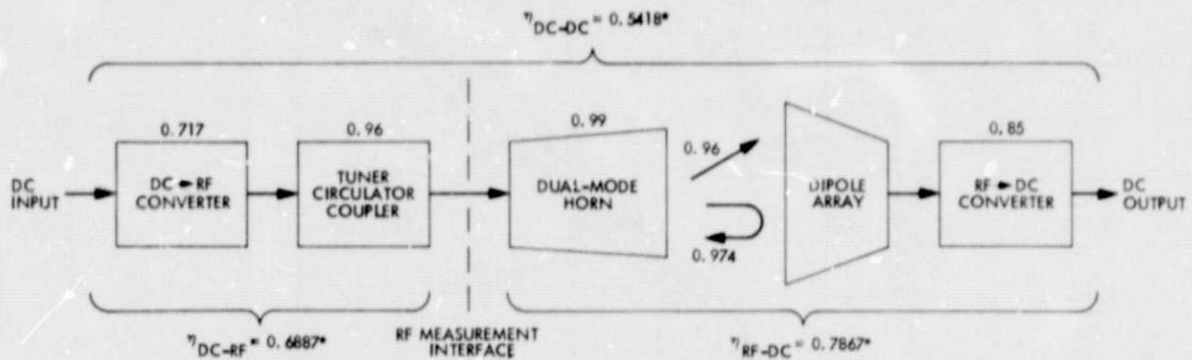 ηDC-DC = 0.5418*
0.717
0.96
0.99
0.96
0.85
DC
INPUT
DC ➨ RF
CONVERTER
TUNER
CIRCULATOR
COUPLER
DUAL-MODE
HORN
DIPOLE
ARRAY
RF ➨ DC
CONVERTER
DC
OUTPUT
0.974
ηDC-RF = 0.6887*
RF MEASUREMENT
INTERFACE
ηRF-DC = 0.7867*